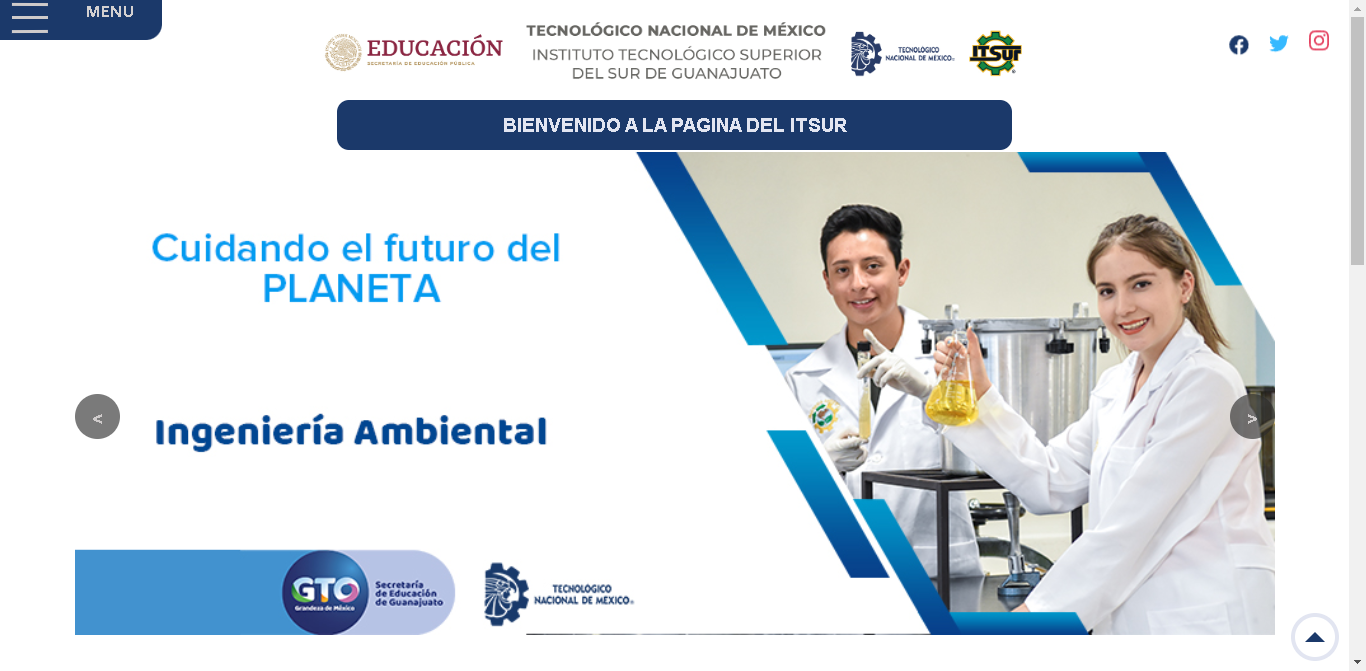 MENU
EDUCACIÓN
SECRETARÍA DE EDUCACIÓN PÚBLICA
TECNOLÓGICO NACIONAL DE MÉXICO
INSTITUTO TECNOLÓGICO SUPERIOR
DEL SUR DE GUANAJUATO
TECNOLÓGICO
NACIONAL DE MÉXICO
ITSUR
BIENVENIDO A LA PAGINA DEL ITSUR
Cuidando el futuro del
PLANETA
<
>
Ingeniería Ambiental
GTO
Grandeza de México
Secretaría
de Educación
de Guanajuato
TECNOLÓGICO
NACIONAL DE MÉXICO